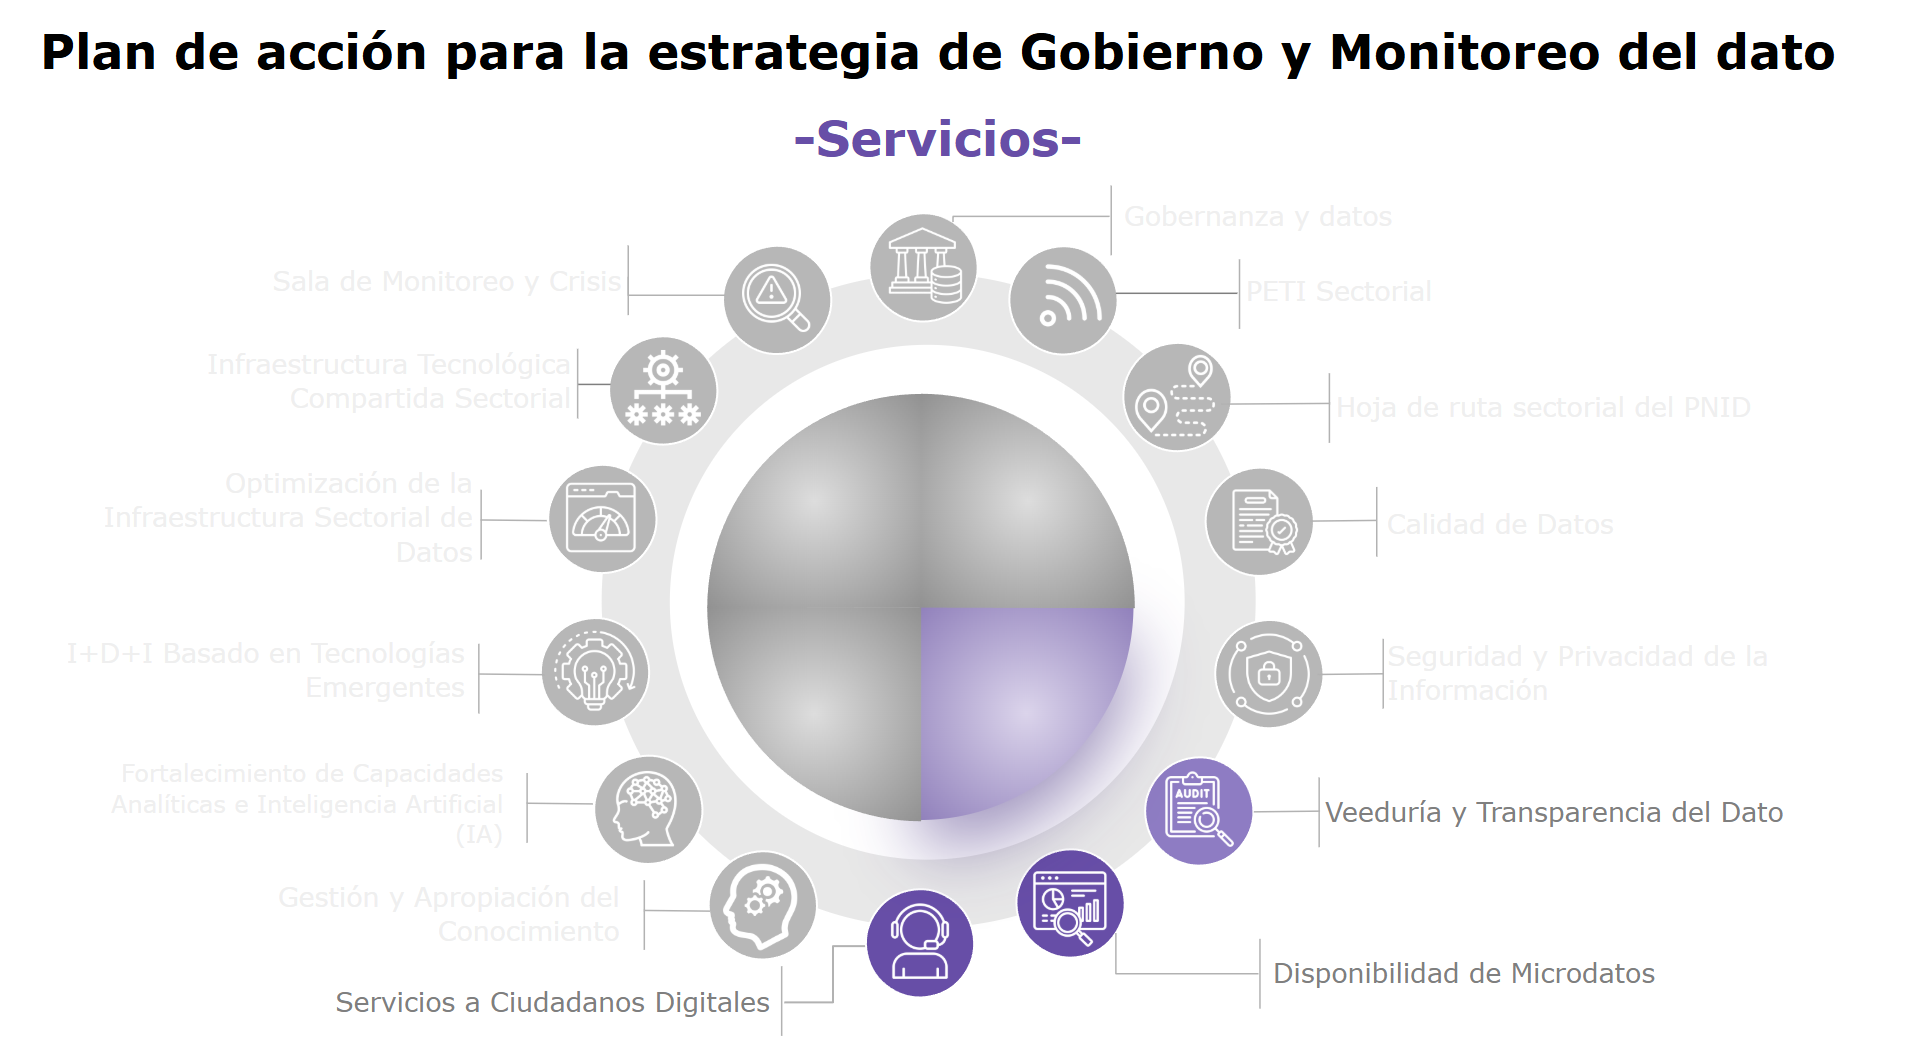 Plan de acción para la estrategia de Gobierno y Monitoreo del dato
-Servicios-
Gobernanza y datos
PETI Sectorial
Hoja de ruta sectorial del PNID
Calidad de Datos
Seguridad y Privacidad de la
Información
AUDIT
Veeduría y Transparencia del Dato
Disponibilidad de Microdatos
Servicios a Ciudadanos Digitales
Gestión y Apropiación del
Conocimiento
Fortalecimiento de Capacidades
Analíticas e Inteligencia Artificial
(IA)
I+D+I Basado en Tecnologías
Emergentes
Optimización de la
Infraestructura Sectorial de
Datos
Infraestructura Tecnológica
Compartida Sectorial
Sala de Monitoreo y Crisis